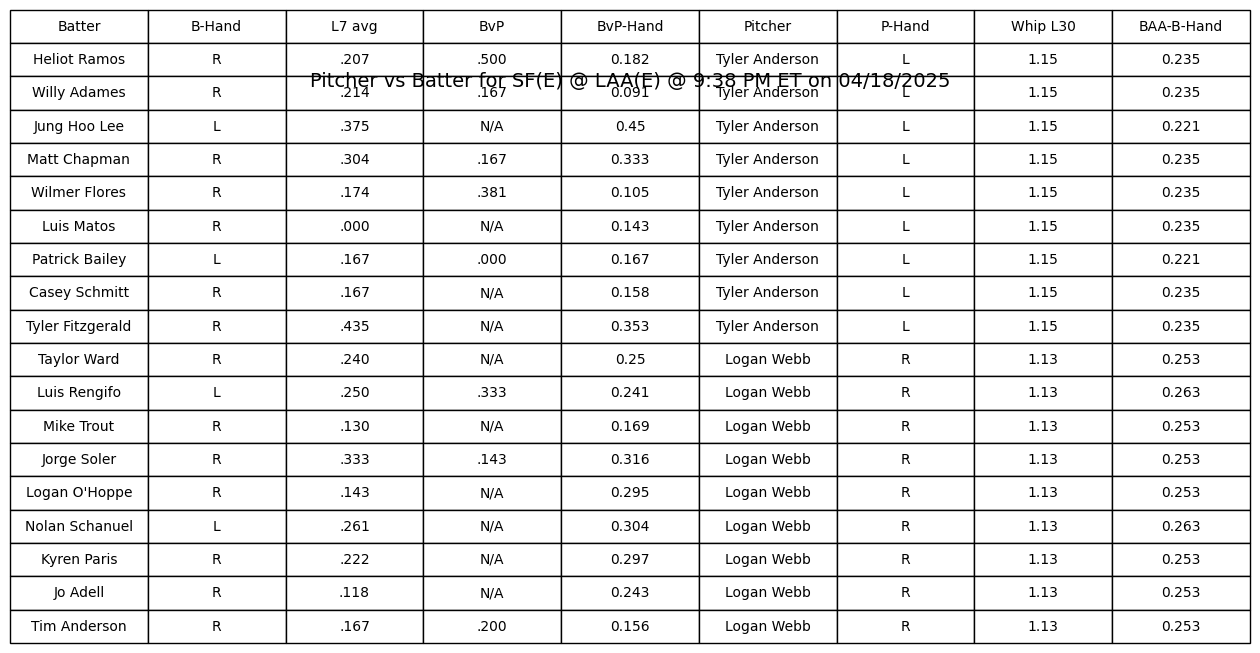 Batter B-Hand L7 avg BvP BvP-Hand Pitcher P-Hand Whip L30 BAA-B-Hand
Heliot Ramos R .207 .500 0.182 Tyler Anderson L 1.15 0.235
Pitcher vs Batter for SF(E) @ LAA(E) @ 9:38 PM ET on 04/18/2025
Willy Adames R .214 .167 0.091 Tyler Anderson L 1.15 0.235
Jung Hoo Lee L .375 N/A 0.45 Tyler Anderson L 1.15 0.221
Matt Chapman R .304 .167 0.333 Tyler Anderson L 1.15 0.235
Wilmer Flores R .174 .381 0.105 Tyler Anderson L 1.15 0.235
Luis Matos R .000 N/A 0.143 Tyler Anderson L 1.15 0.235
Patrick Bailey L .167 .000 0.167 Tyler Anderson L 1.15 0.221
Casey Schmitt R .167 N/A 0.158 Tyler Anderson L 1.15 0.235
Tyler Fitzgerald R .435 N/A 0.353 Tyler Anderson L 1.15 0.235
Taylor Ward R .240 N/A 0.25 Logan Webb R 1.13 0.253
Luis Rengifo L .250 .333 0.241 Logan Webb R 1.13 0.263
Mike Trout R .130 N/A 0.169 Logan Webb R 1.13 0.253
Jorge Soler R .333 .143 0.316 Logan Webb R 1.13 0.253
Logan O'Hoppe R .143 N/A 0.295 Logan Webb R 1.13 0.253
Nolan Schanuel L .261 N/A 0.304 Logan Webb R 1.13 0.263
Kyren Paris R .222 N/A 0.297 Logan Webb R 1.13 0.253
Jo Adell R .118 N/A 0.243 Logan Webb R 1.13 0.253
Tim Anderson R .167 .200 0.156 Logan Webb R 1.13 0.253